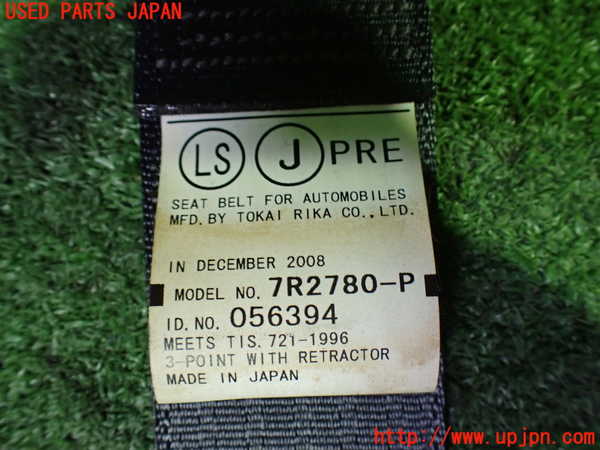 USED PARTS JAPAN
LS J PRE
SEAT BELT FOR AUTOMOBILES
MFD. BY TOKAI RIKA CO., LTD.
IN DECEMBER 2008
MODEL NO. 7R2780-P
ID. NO. 056394
MEETS TIS. 721-1996
3-POINT WITH RETRACTOR
MADE IN JAPAN
http://www.upjpn.com/